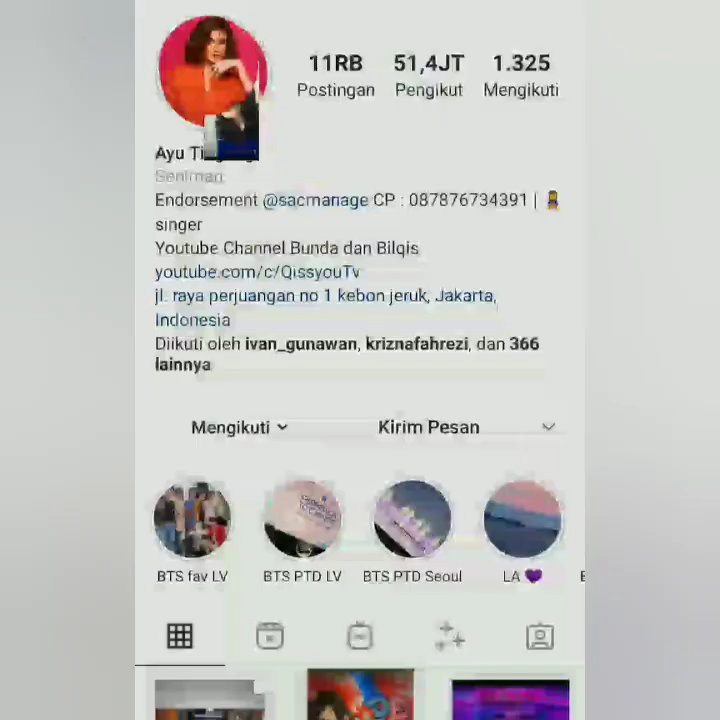 11RB 51,4JT 1.325
Postingan Pengikut Mengikuti
Ayu
Seniman
Endorsement @sacmanage CP : 087876734391 |
singer
Youtube Channel Bunda dan Bilqis
youtube.com/c/QissyouTv
jl. raya perjuangan no 1 kebon jeruk, Jakarta,
Indonesia
Diikuti oleh ivan_gunawan, kriznafahrezi, dan 366
lainnya
Mengikuti Kirim Pesan
BTS fav LV BTS PTD LV BTS PTD Seoul LA 💜